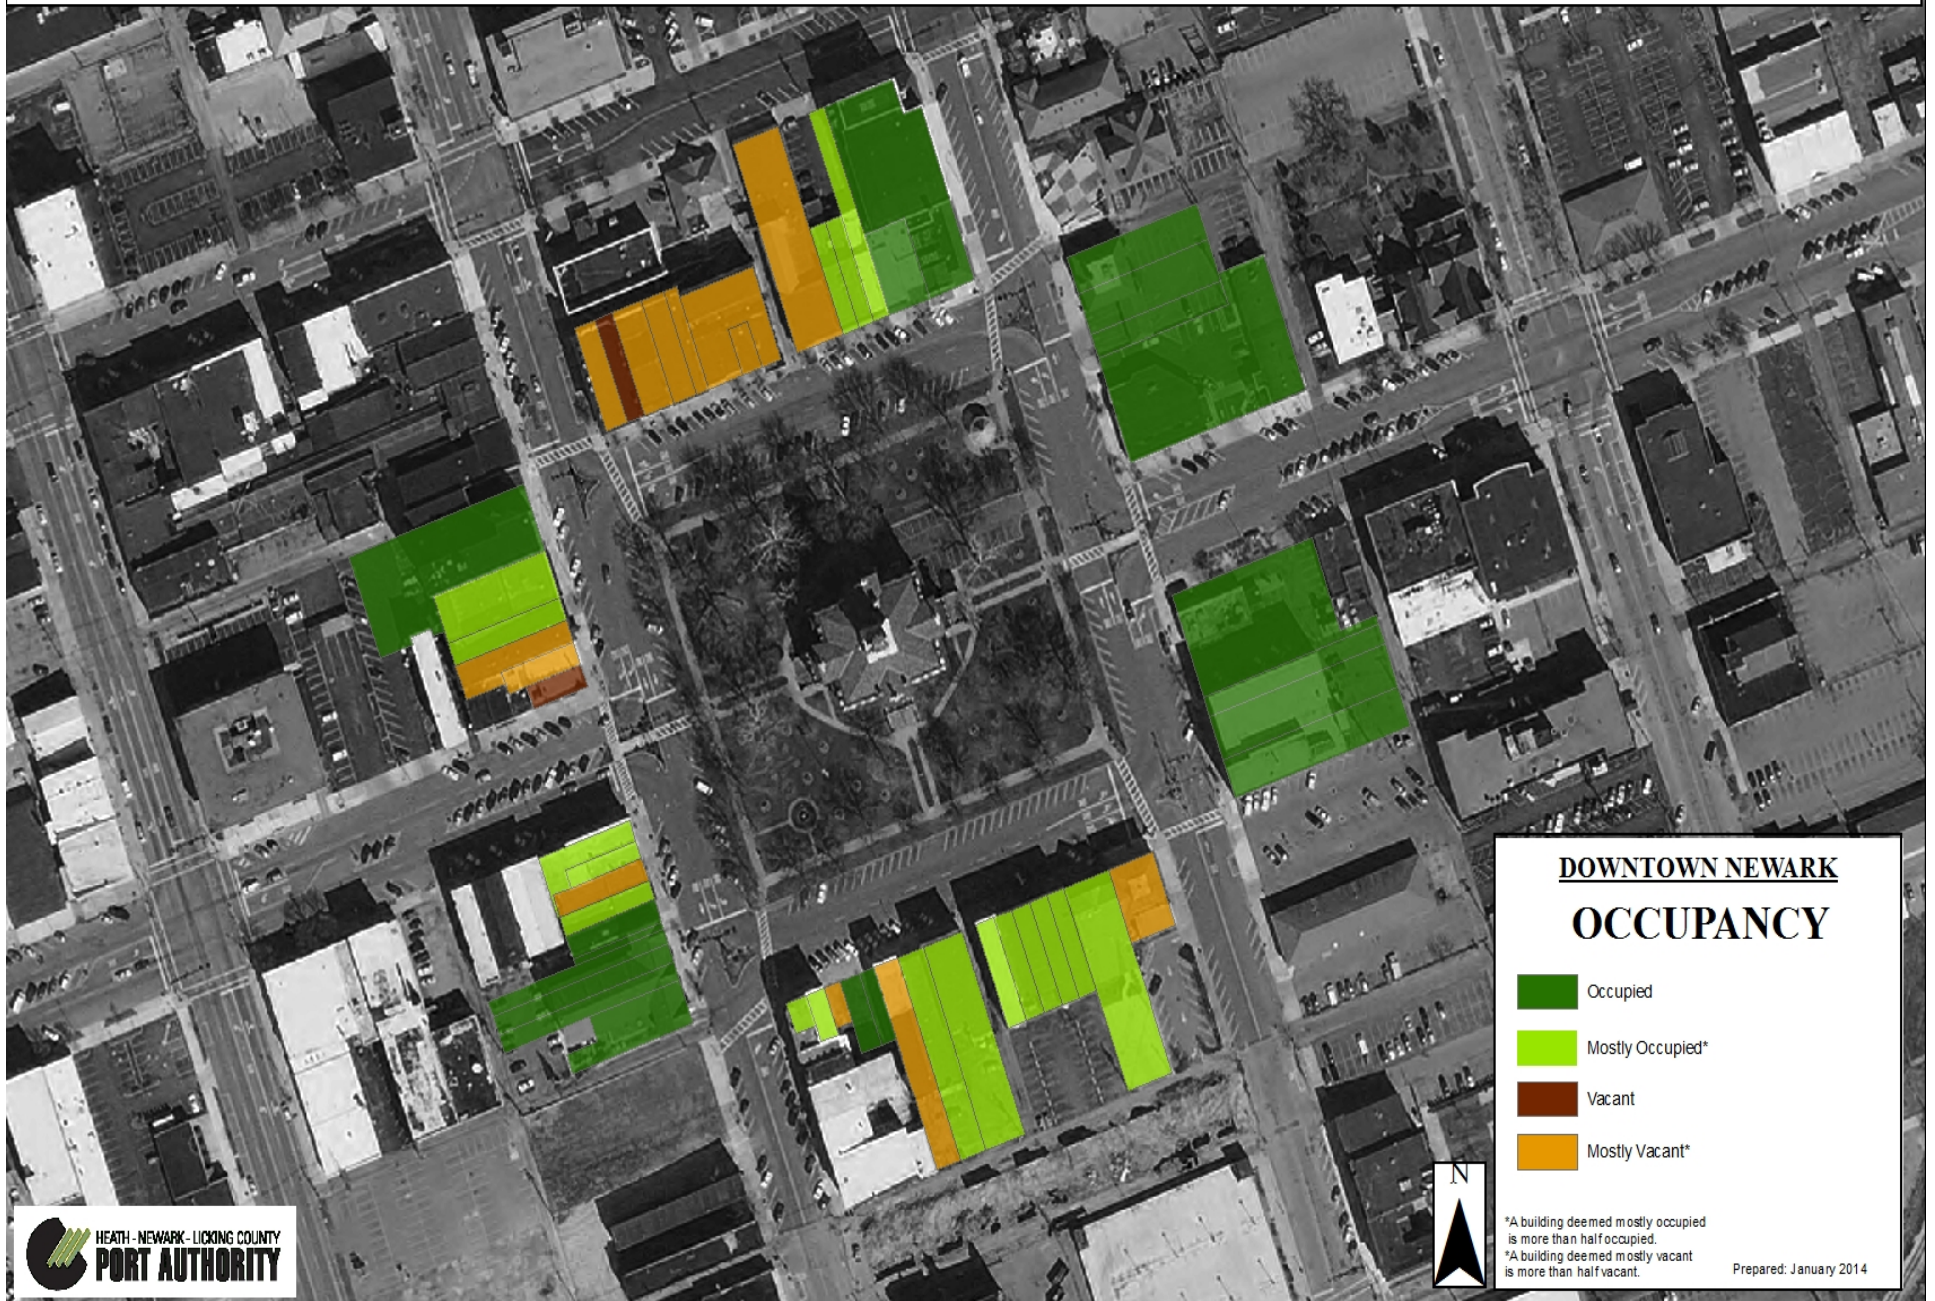 DOWNTOWN NEWARK
OCCUPANCY
Occupied
Mostly Occupied*
Vacant
Mostly Vacant*
*A building deemed mostly occupied
is more than half occupied.
*A building deemed mostly vacant
is more than half vacant.
Prepared: January 2014
N
HEATH - NEWARK - LICKING COUNTY
PORT AUTHORITY